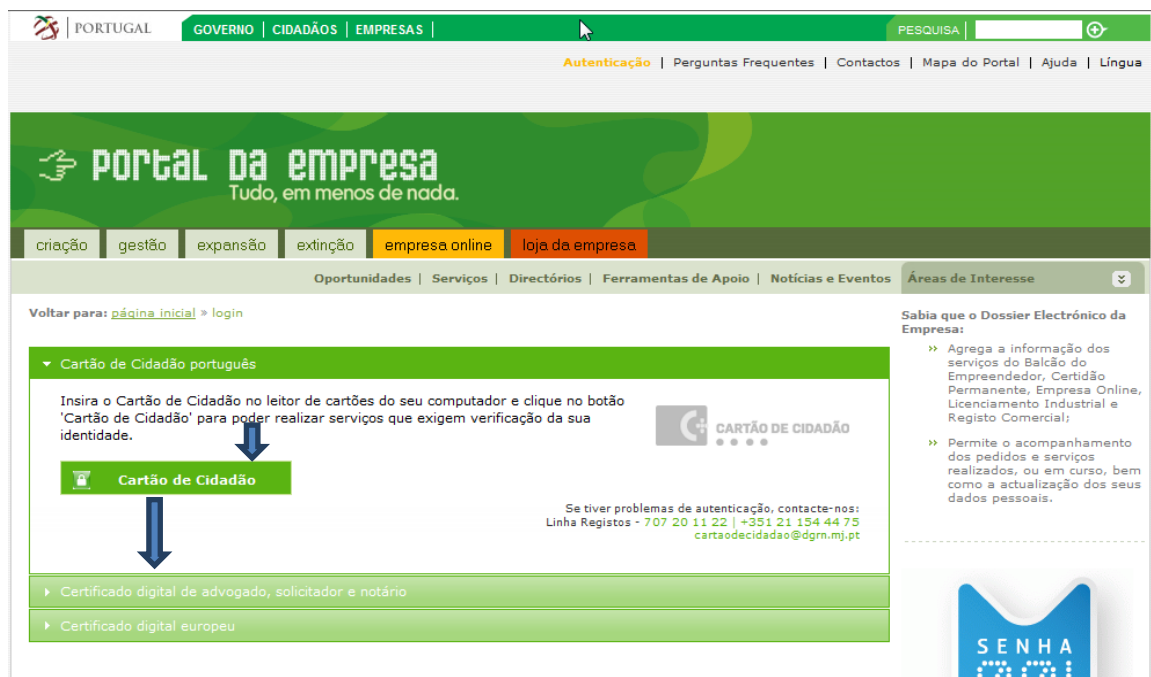 PORTUGAL
GOVERNO | CIDADÃOS | EMPRESAS |
PESQUISA |
Autenticação | Perguntas Frequentes | Contactos | Mapa do Portal | Ajuda | Língua
Portal da empresa
Tudo, em menos de nada.
criação gestão expansão extinção empresa online loja da empresa
Oportunidades | Serviços | Directórios | Ferramentas de Apoio | Notícias e Eventos
Áreas de Interesse
Voltar para: página inicial » login
Cartão de Cidadão português
Insira o Cartão de Cidadão no leitor de cartões do seu computador e clique no botão
'Cartão de Cidadão' para poder realizar serviços que exigem verificação da sua
identidade.
CARTÃO DE CIDADÃO
Cartão de Cidadão
Se tiver problemas de autenticação, contacte-nos:
Linha Registos - 707 20 11 22 | +351 21 154 44 75
cartaodecidadao@dgrn.mj.pt
Certificado digital de advogado, solicitador e notário
Certificado digital europeu
Sabia que o Dossier Electrónico da
Empresa:
›› Agrega a informação dos
serviços do Balcão do
Empreendedor, Certidão
Permanente, Empresa Online,
Licenciamento Industrial e
Registo Comercial;
›› Permite o acompanhamento
dos pedidos e serviços
realizados, ou em curso, bem
como a actualização dos seus
dados pessoais.
SENHA